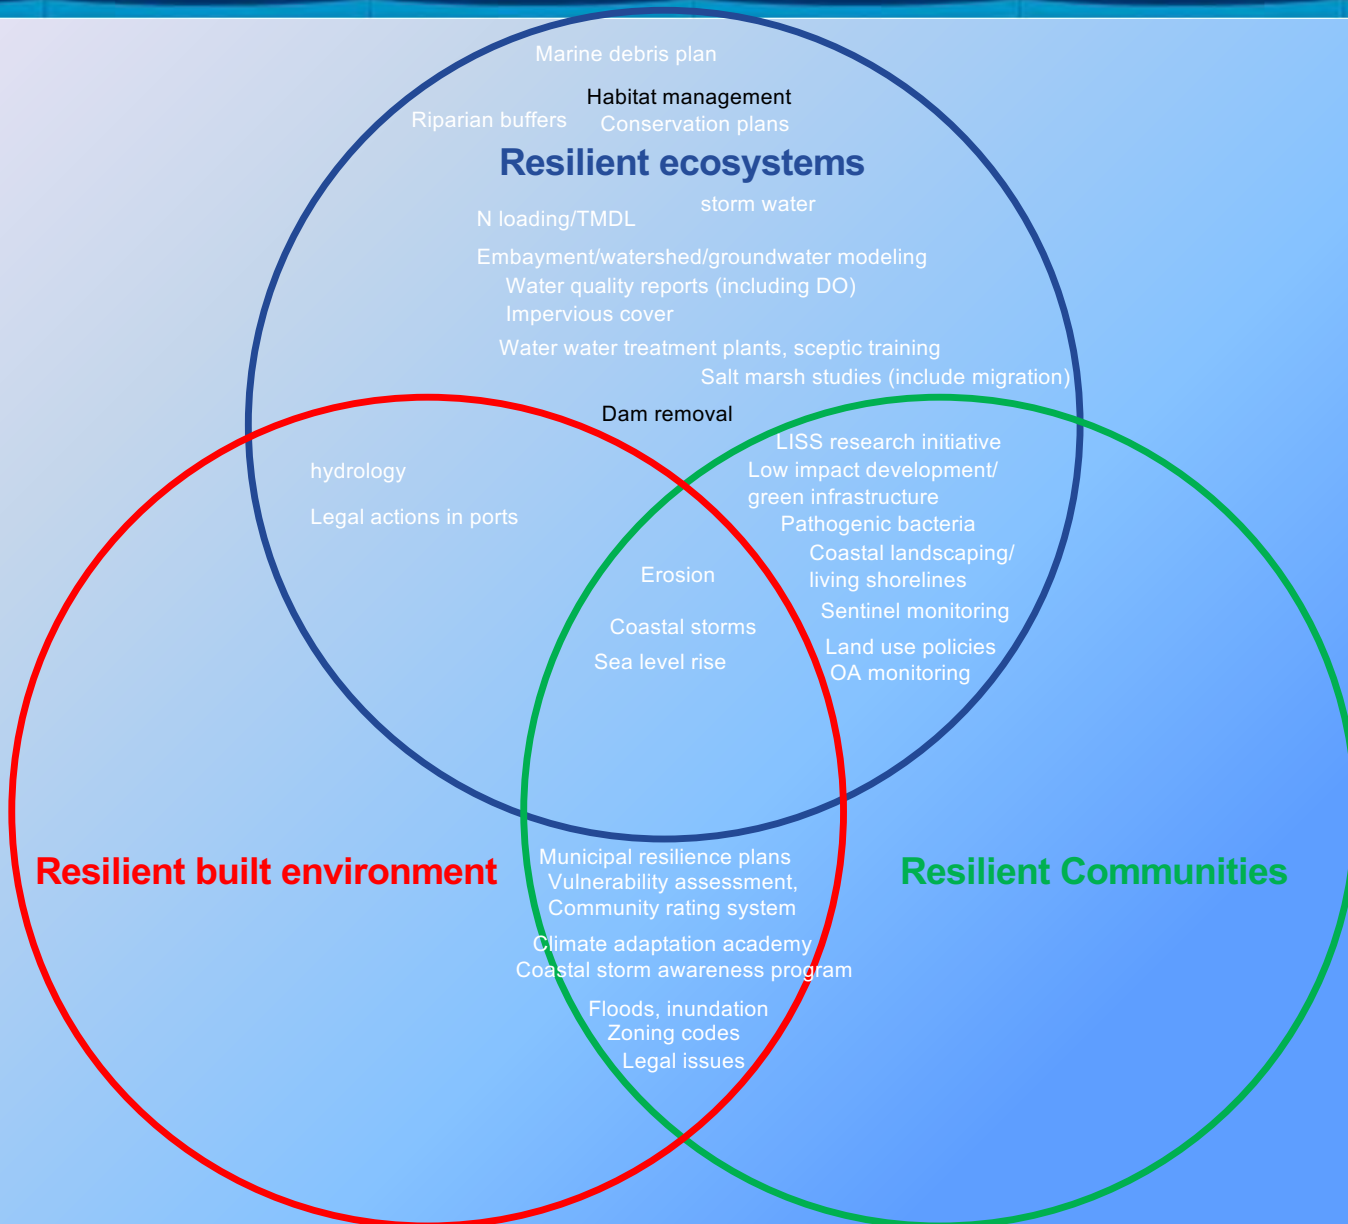 Marine debris plan
Habitat management
Riparian buffers
Conservation plans
Resilient ecosystems
storm water
N loading/TMDL
Embayment/watershed/groundwater modeling
Water quality reports (including DO)
Impervious cover
Water water treatment plants, sceptic training
Salt marsh studies (include migration)
Dam removal
LISS research initiative
Low impact development/
green infrastructure
Pathogenic bacteria
Coastal landscaping/
living shorelines
Sentinel monitoring
Land use policies
OA monitoring
hydrology
Legal actions in ports
Erosion
Coastal storms
Sea level rise
Resilient built environment
Resilient Communities
Municipal resilience plans
Vulnerability assessment,
Community rating system
Climate adaptation academy
Coastal storm awareness program
Floods, inundation
Zoning codes
Legal issues